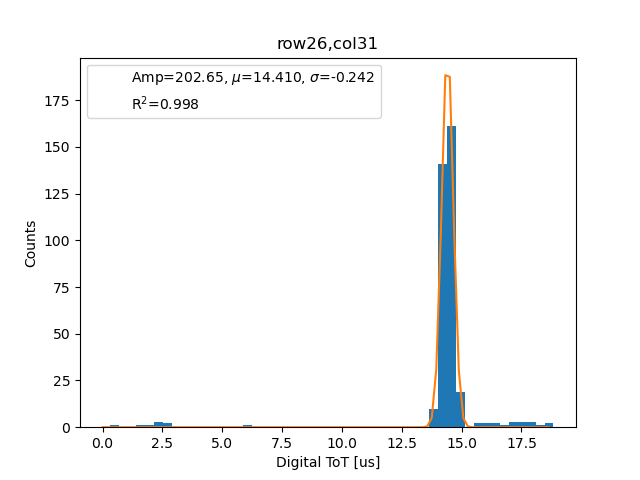 row26,col31
Amp=202.65, μ=14.410, σ=-0.242
R²=0.998
Counts
175
150
125
100
75
50
25
0
0.0 2.5 5.0 7.5 10.0 12.5 15.0 17.5
Digital ToT [us]